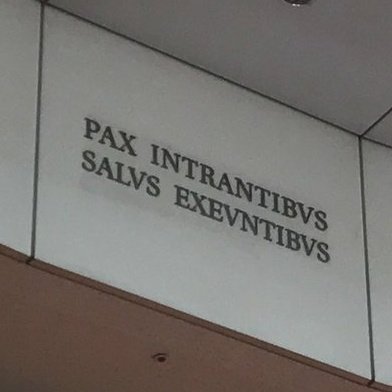 PAX INTRANTIBVS
SALVS EXEVNTIBVS